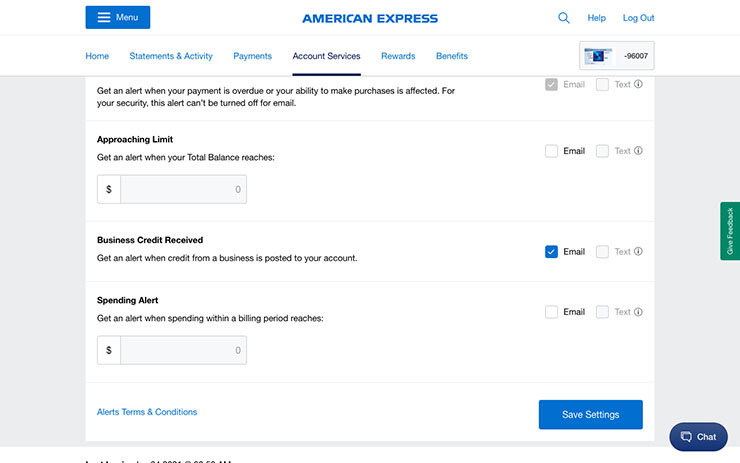 Menu
AMERICAN EXPRESS
Help
Log Out
Home
Statements & Activity
Payments
Account Services
Rewards
Benefits
-96007
Get an alert when your payment is overdue or your ability to make purchases is affected. For
your security, this alert can't be turned off for email.
Email
Text
Approaching Limit
Get an alert when your Total Balance reaches:
Email
Text
$
0
Business Credit Received
Get an alert when credit from a business is posted to your account.
Email
Text
Spending Alert
Get an alert when spending within a billing period reaches:
Email
Text
$
0
Give Feedback
Alerts Terms & Conditions
Save Settings
Chat